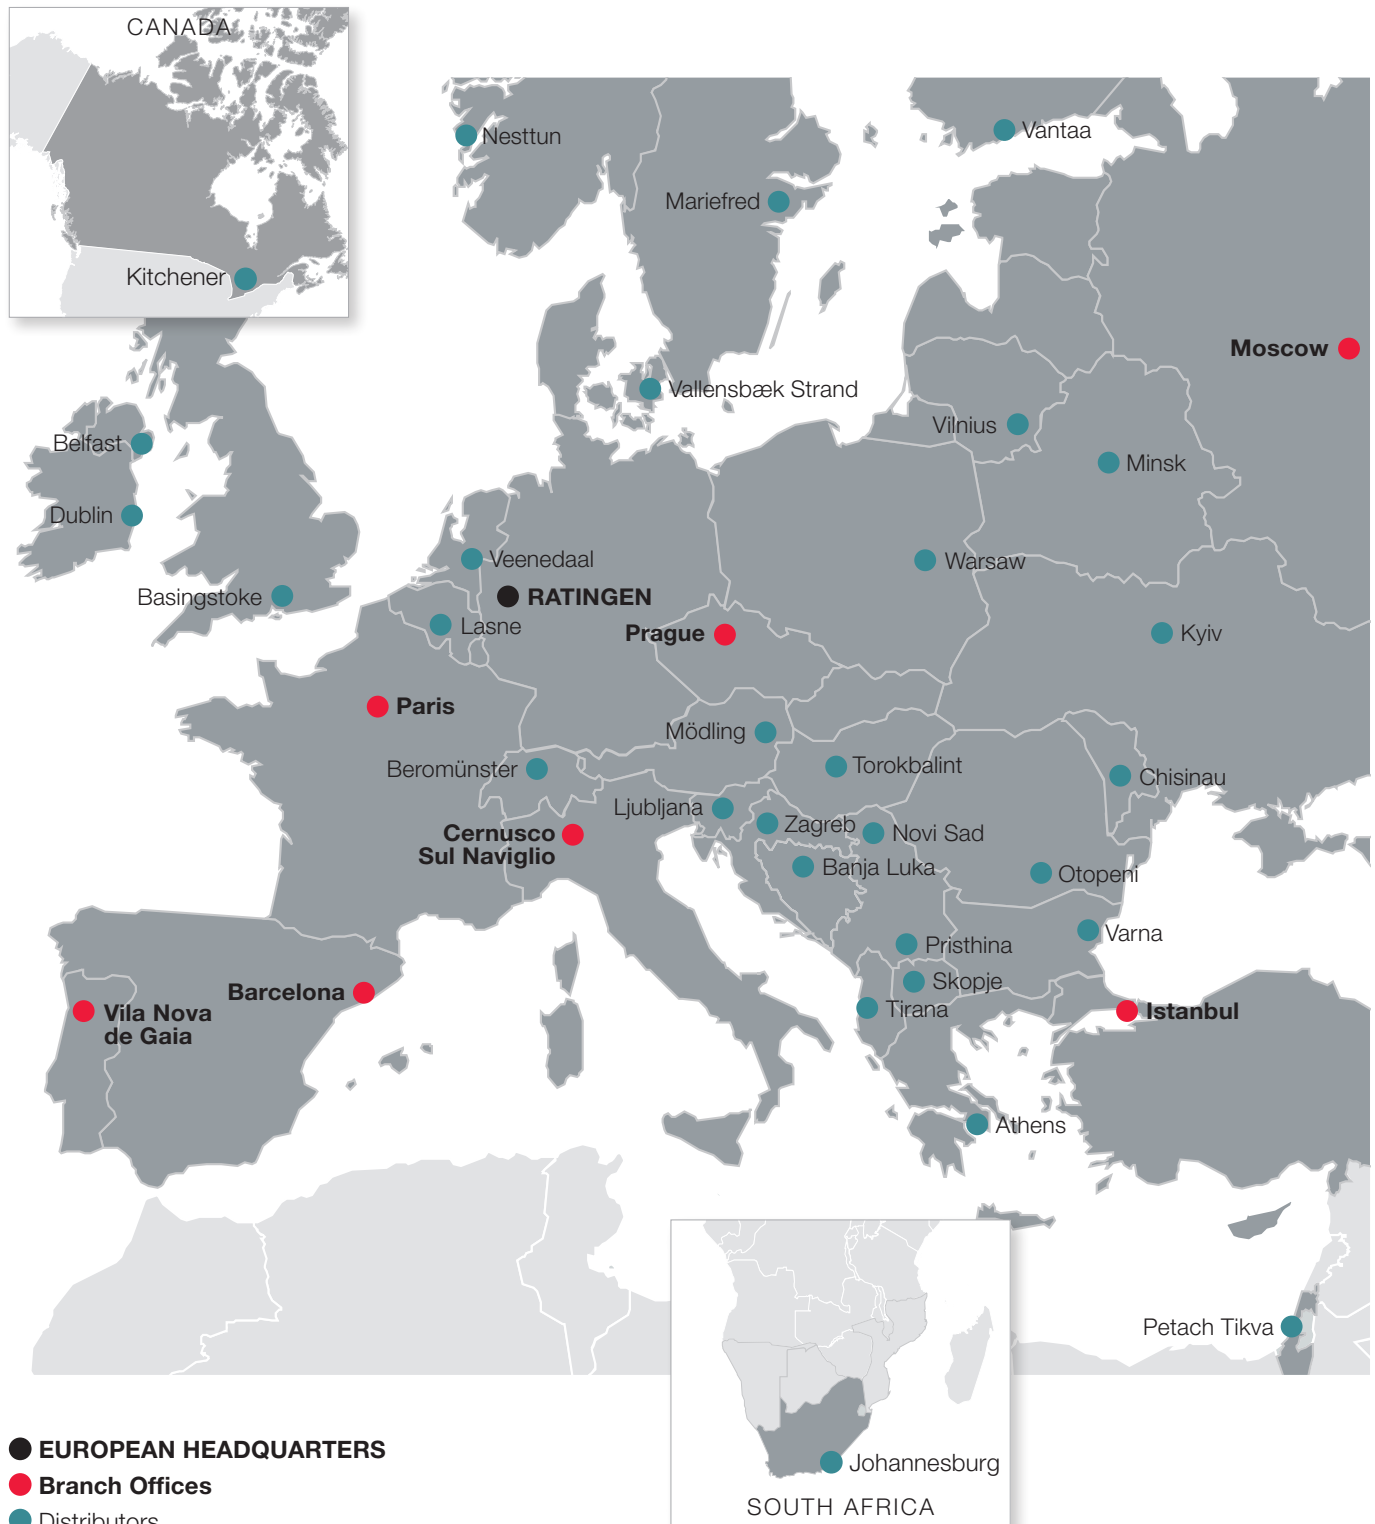 CANADA
Kitchener
Nesttun
Vantaa
Mariefred
Moscow
Vallensbæk Strand
Vilnius
Belfast
Minsk
Dublin
Veenedaal
Warsaw
Basingstoke
RATINGEN
Lasne
Prague
Kyiv
Paris
Mödling
Beromünster
Torokbalint
Chisinau
Ljubljana
Zagreb
Novi Sad
Cernusco
Sul Naviglio
Banja Luka
Otopeni
Varna
Pristhina
Skopje
Barcelona
Tirana
Istanbul
Vila Nova
de Gaia
Athens
Petach Tikva
Johannesburg
SOUTH AFRICA
EUROPEAN HEADQUARTERS
Branch Offices
Distributors